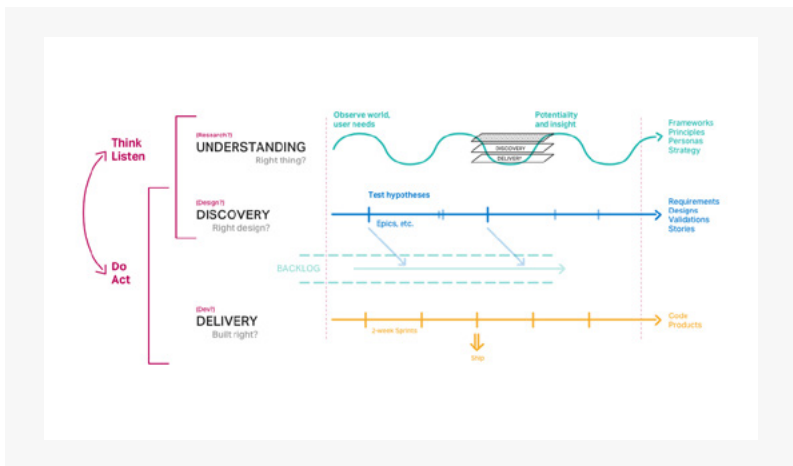 Think
Listen
Do
Act
(Research?)
UNDERSTANDING
Right thing?
Observe world,
user needs
Potentiality
and insight
DISCOVERY
DELIVERY
Frameworks
Principles
Personas
Strategy
(Design?)
DISCOVERY
Right design?
Test hypotheses
Epics, etc.
Requirements
Designs
Validations
Stories
BACKLOG
(Dev?)
DELIVERY
Built right?
2-week Sprints
Ship
Code
Products